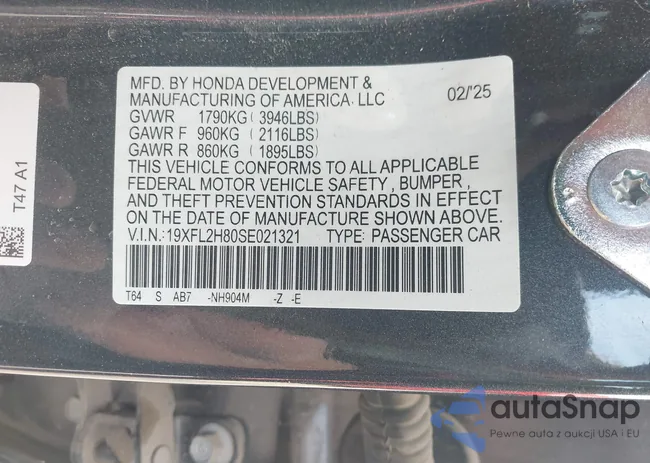 MFD. BY HONDA DEVELOPMENT &
MANUFACTURING OF AMERICA, LLC 02/'25
GVWR 1790KG ( 3946LBS)
GAWR F 960KG ( 2116LBS)
GAWR R 860KG ( 1895LBS)
THIS VEHICLE CONFORMS TO ALL APPLICABLE
FEDERAL MOTOR VEHICLE SAFETY , BUMPER,
AND THEFT PREVENTION STANDARDS IN EFFECT
ON THE DATE OF MANUFACTURE SHOWN ABOVE.
V.I.N.:19XFL2H80SE021321 TYPE: PASSENGER CAR
T64 S AB7 -NH904M -Z -E
T47 A1
autaSnap
Pewne auta z aukcji USA i EU